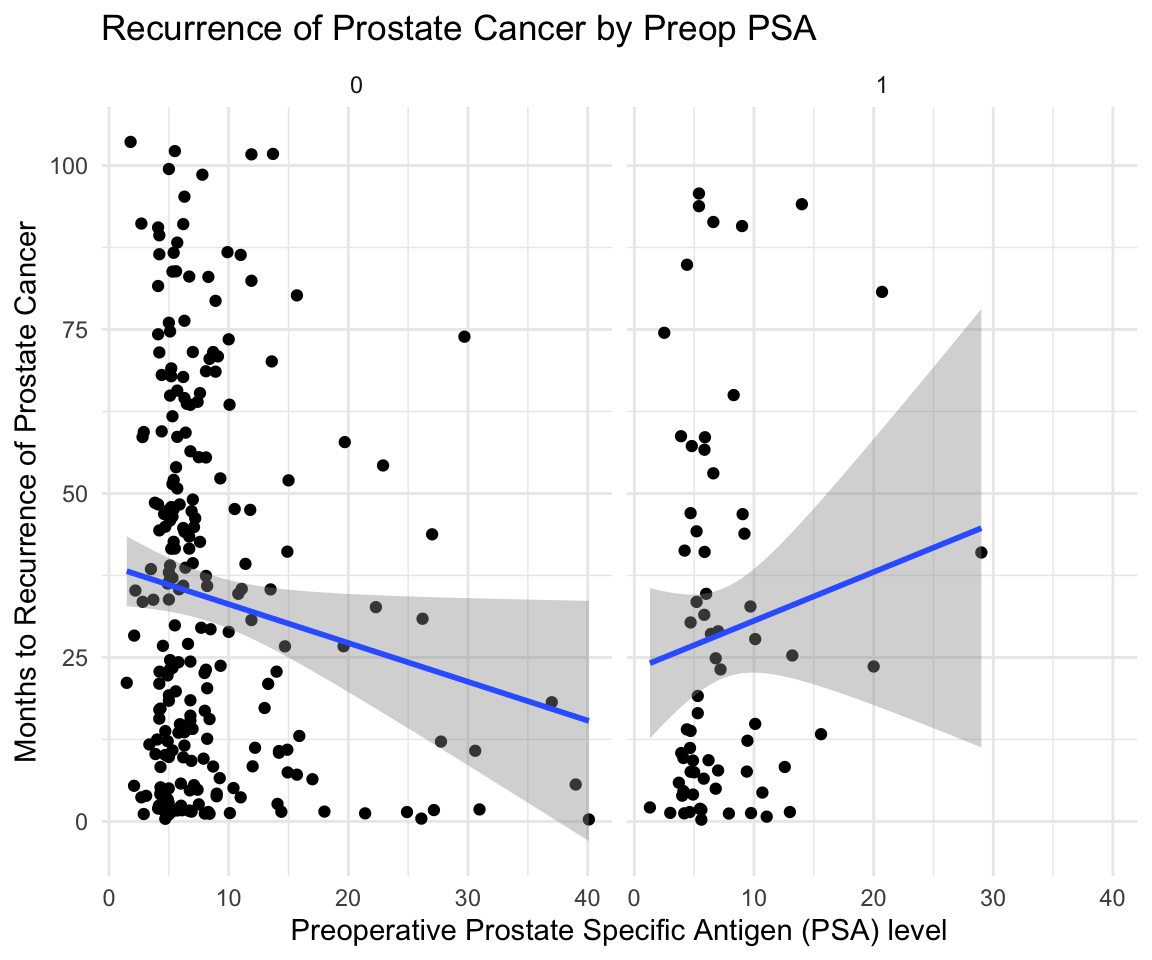 Recurrence of Prostate Cancer by Preop PSA
0 1
Months to Recurrence of Prostate Cancer
100
75
50
25
0
0 10 20 30 40 0 10 20 30 40
Preoperative Prostate Specific Antigen (PSA) level